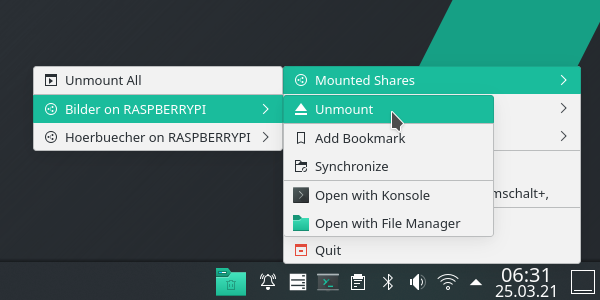 Unmount All
Bilder on RASPBERRYPI
Hoerbuecher on RASPBERRYPI
Mounted Shares
Unmount
Add Bookmark
Synchronize
Open with Konsole
Open with File Manager
Quit
06:31
25.03.21